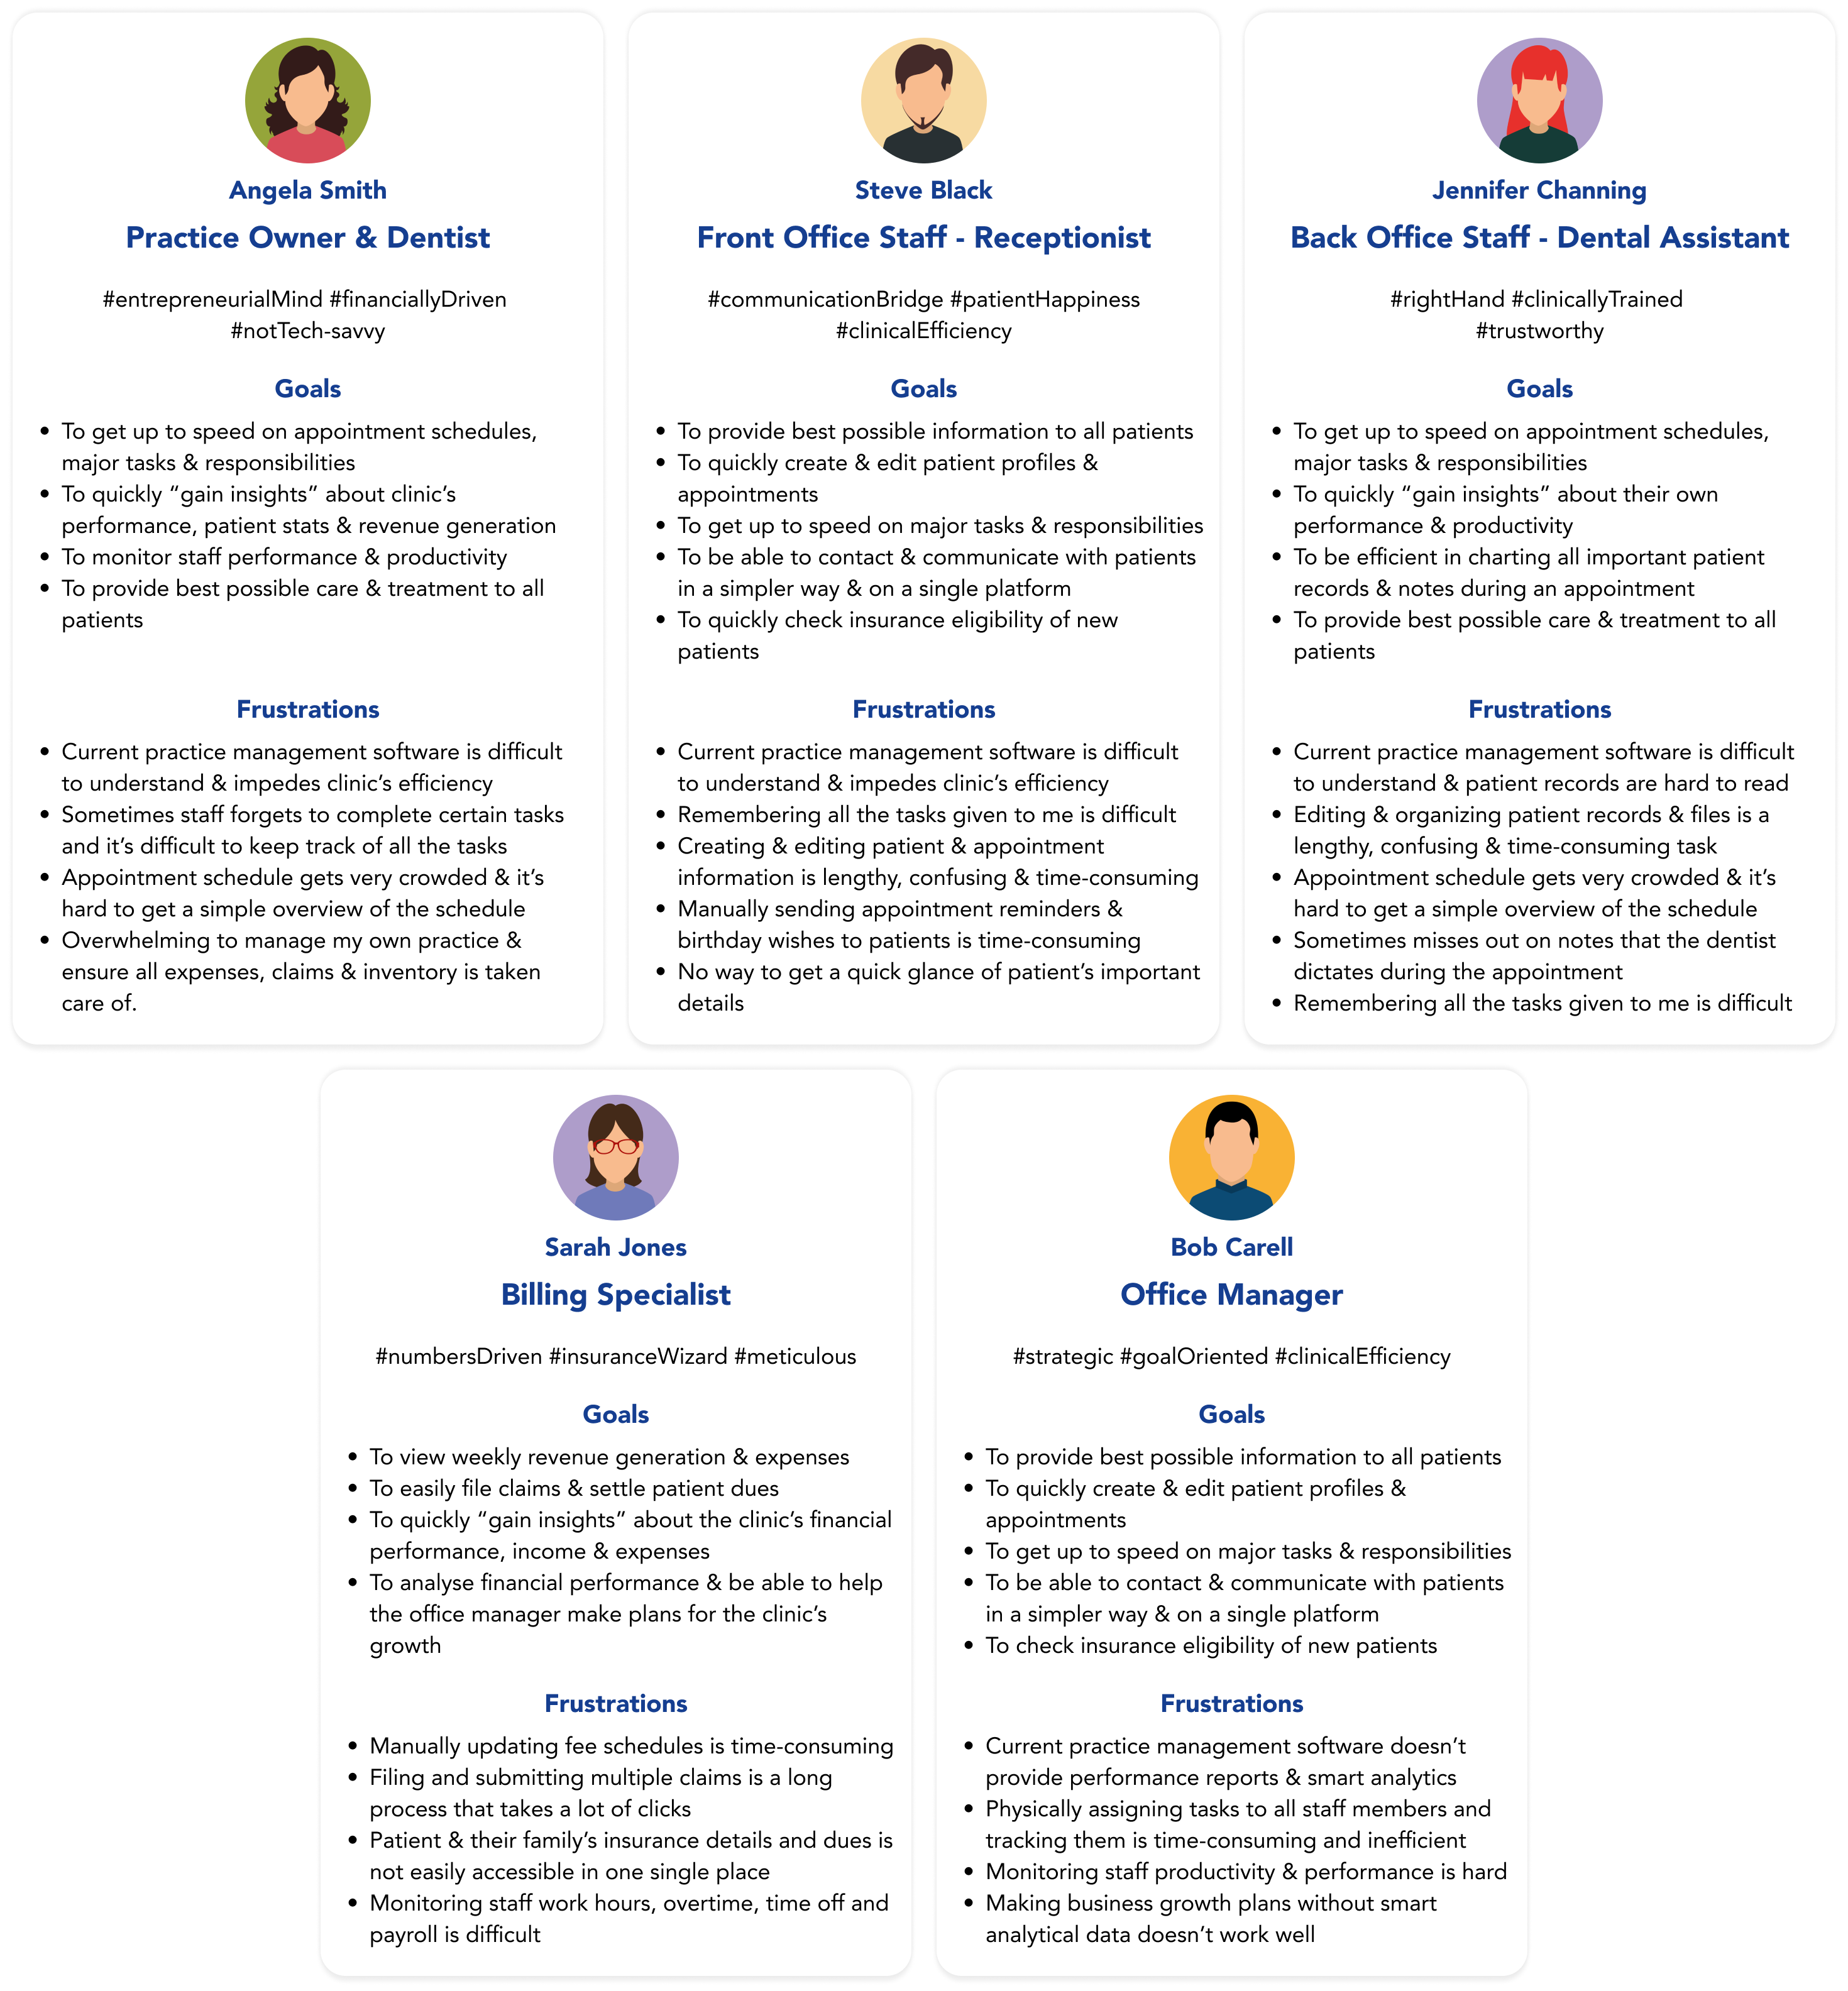 Angela Smith
Practice Owner & Dentist
#entrepreneurialMind #financiallyDriven
#notTech-savvy
Goals
• To get up to speed on appointment schedules,
major tasks & responsibilities
• To quickly “gain insights” about clinic’s
performance, patient stats & revenue generation
• To monitor staff performance & productivity
• To provide best possible care & treatment to all
patients
Frustrations
• Current practice management software is difficult
to understand & impedes clinic’s efficiency
• Sometimes staff forgets to complete certain tasks
and it’s difficult to keep track of all the tasks
• Appointment schedule gets very crowded & it’s
hard to get a simple overview of the schedule
• Overwhelming to manage my own practice &
ensure all expenses, claims & inventory is taken
care of.
Steve Black
Front Office Staff - Receptionist
#communicationBridge #patientHappiness
#clinicalEfficiency
Goals
• To provide best possible information to all patients
• To quickly create & edit patient profiles &
appointments
• To get up to speed on major tasks & responsibilities
• To be able to contact & communicate with patients
in a simpler way & on a single platform
• To quickly check insurance eligibility of new
patients
Frustrations
• Current practice management software is difficult
to understand & impedes clinic’s efficiency
• Remembering all the tasks given to me is difficult
• Creating & editing patient & appointment
information is lengthy, confusing & time-consuming
• Manually sending appointment reminders &
birthday wishes to patients is time-consuming
• No way to get a quick glance of patient’s important
details
Jennifer Channing
Back Office Staff - Dental Assistant
#rightHand #clinicallyTrained
#trustworthy
Goals
• To get up to speed on appointment schedules,
major tasks & responsibilities
• To quickly “gain insights” about their own
performance & productivity
• To be efficient in charting all important patient
records & notes during an appointment
• To provide best possible care & treatment to all
patients
Frustrations
• Current practice management software is difficult
to understand & patient records are hard to read
• Editing & organizing patient records & files is a
lengthy, confusing & time-consuming task
• Appointment schedule gets very crowded & it’s
hard to get a simple overview of the schedule
• Sometimes misses out on notes that the dentist
dictates during the appointment
• Remembering all the tasks given to me is difficult
Sarah Jones
Billing Specialist
#numbersDriven #insuranceWizard #meticulous
Goals
• To view weekly revenue generation & expenses
• To easily file claims & settle patient dues
• To quickly “gain insights” about the clinic’s financial
performance, income & expenses
• To analyse financial performance & be able to help
the office manager make plans for the clinic’s
growth
Frustrations
• Manually updating fee schedules is time-consuming
• Filing and submitting multiple claims is a long
process that takes a lot of clicks
• Patient & their family’s insurance details and dues is
not easily accessible in one single place
• Monitoring staff work hours, overtime, time off and
payroll is difficult
Bob Carell
Office Manager
#strategic #goalOriented #clinicalEfficiency
Goals
• To provide best possible information to all patients
• To quickly create & edit patient profiles &
appointments
• To get up to speed on major tasks & responsibilities
• To be able to contact & communicate with patients
in a simpler way & on a single platform
• To check insurance eligibility of new patients
Frustrations
• Current practice management software doesn’t
provide performance reports & smart analytics
• Physically assigning tasks to all staff members and
tracking them is time-consuming and inefficient
• Monitoring staff productivity & performance is hard
• Making business growth plans without smart
analytical data doesn’t work well